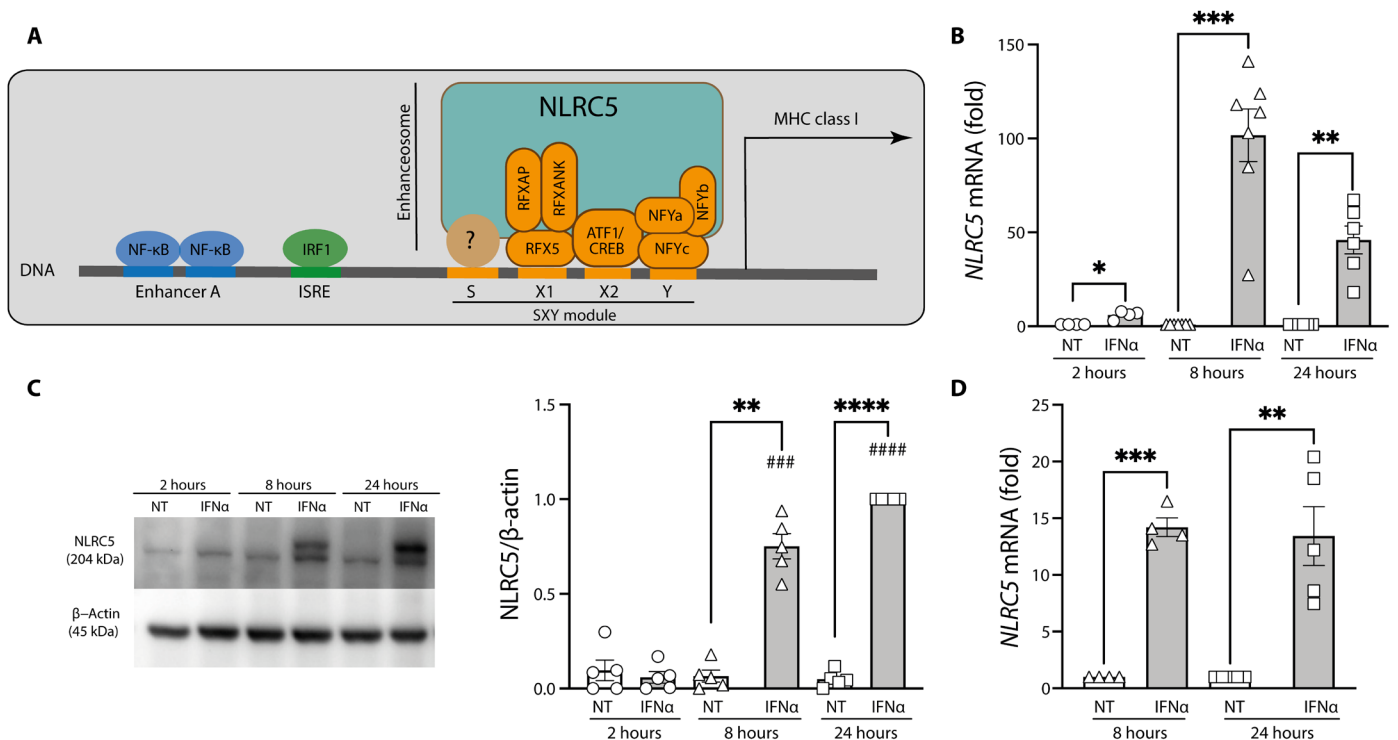 A
Enhanceosome
NLRC5
MHC class I
RFXAP
RFXANK
NFYb
NFYa
ATF1/
CREB
NF-κB
NF-κB
IRF1
?
RFX5
NFYc
DNA
Enhancer A
ISRE
S
X1
X2
Y
SXY module
B
NLRC5 mRNA (fold)
150
100
50
0
*
***
**
NT
IFNα
NT
IFNα
NT
IFNα
2 hours
8 hours
24 hours
C
2 hours
8 hours
24 hours
NT
IFNα
NT
IFNα
NT
IFNα
NLRC5
(204 kDa)
β–Actin
(45 kDa)
NLRC5/β-actin
1.5
1.0
0.5
0.0
**
****
###
####
NT
IFNα
NT
IFNα
NT
IFNα
2 hours
8 hours
24 hours
D
NLRC5 mRNA (fold)
25
20
15
10
5
0
***
**
NT
IFNα
NT
IFNα
8 hours
24 hours